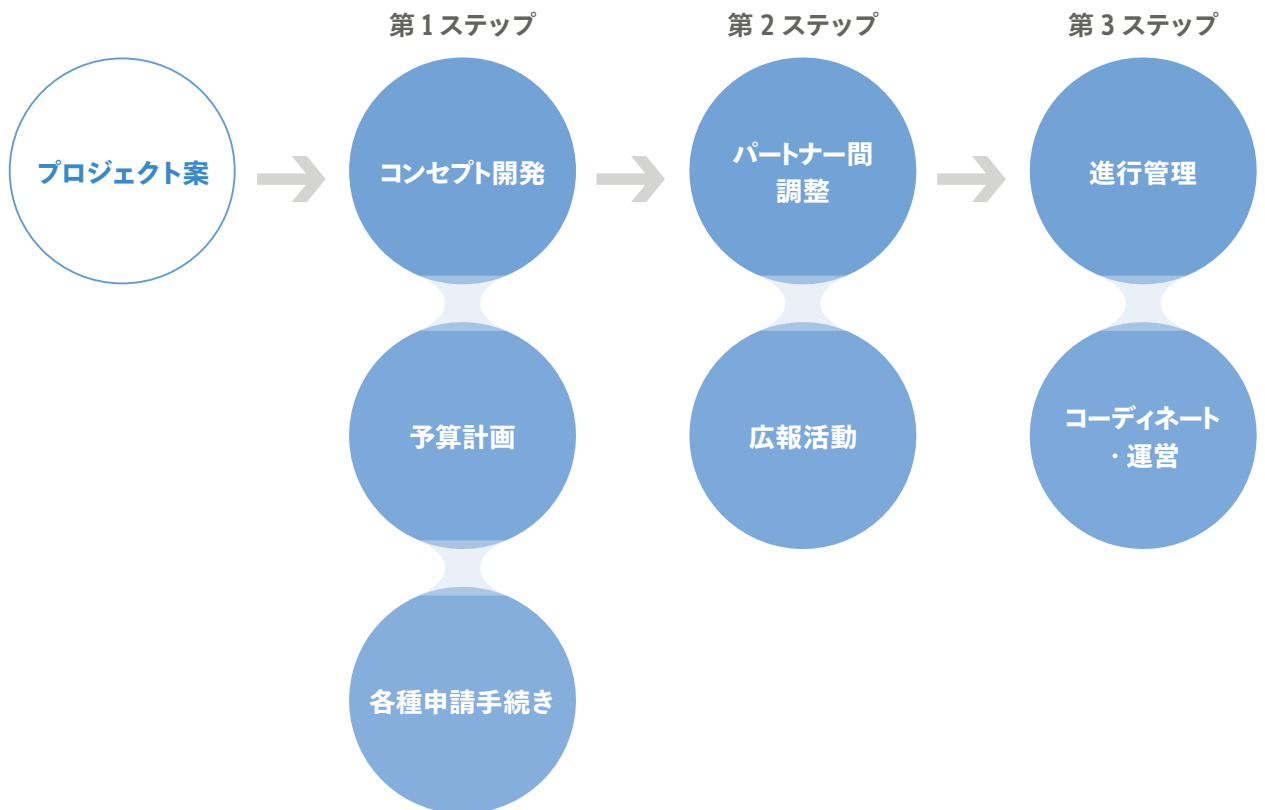 第1ステップ
第2ステップ
第3ステップ
プロジェクト案
コンセプト開発
パートナー間
調整
進行管理
予算計画
広報活動
コーディネート
・運営
各種申請手続き